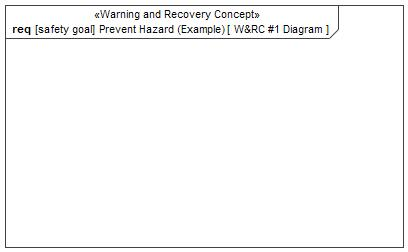 «Warning and Recovery Concept»
req [safety goal] Prevent Hazard (Example) [ W&RC #1 Diagram ]